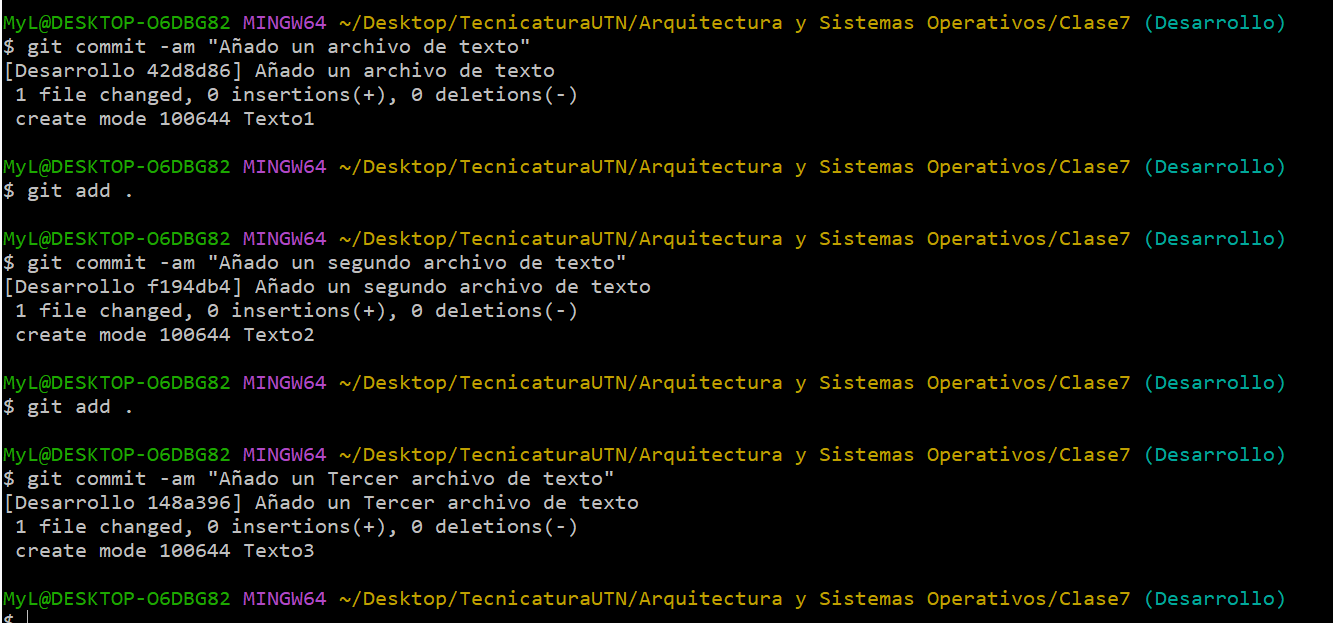 MyL@DESKTOP-O6DBG82 MINGW64 ~/Desktop/TecnicaturaUTN/Arquitectura y Sistemas Operativos/Clase7 (Desarrollo)
$ git commit -am "Añado un archivo de texto"
[Desarrollo 42d8d86] Añado un archivo de texto
 1 file changed, 0 insertions(+), 0 deletions(-)
 create mode 100644 Texto1

MyL@DESKTOP-O6DBG82 MINGW64 ~/Desktop/TecnicaturaUTN/Arquitectura y Sistemas Operativos/Clase7 (Desarrollo)
$ git add .

MyL@DESKTOP-O6DBG82 MINGW64 ~/Desktop/TecnicaturaUTN/Arquitectura y Sistemas Operativos/Clase7 (Desarrollo)
$ git commit -am "Añado un segundo archivo de texto"
[Desarrollo f194db4] Añado un segundo archivo de texto
 1 file changed, 0 insertions(+), 0 deletions(-)
 create mode 100644 Texto2

MyL@DESKTOP-O6DBG82 MINGW64 ~/Desktop/TecnicaturaUTN/Arquitectura y Sistemas Operativos/Clase7 (Desarrollo)
$ git add .

MyL@DESKTOP-O6DBG82 MINGW64 ~/Desktop/TecnicaturaUTN/Arquitectura y Sistemas Operativos/Clase7 (Desarrollo)
$ git commit -am "Añado un Tercer archivo de texto"
[Desarrollo 148a396] Añado un Tercer archivo de texto
 1 file changed, 0 insertions(+), 0 deletions(-)
 create mode 100644 Texto3

MyL@DESKTOP-O6DBG82 MINGW64 ~/Desktop/TecnicaturaUTN/Arquitectura y Sistemas Operativos/Clase7 (Desarrollo)
$